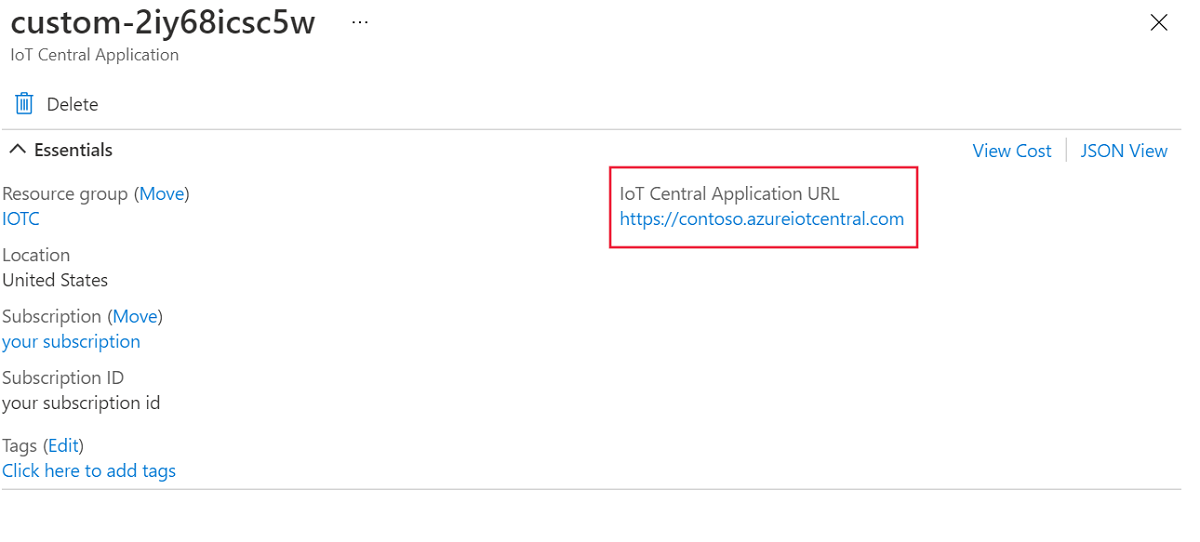 custom-2iy68icsc5w ...
IoT Central Application
Delete
Essentials
View Cost
JSON View
Resource group (Move)
IOTC
Location
United States
Subscription (Move)
your subscription
Subscription ID
your subscription id
Tags (Edit)
Click here to add tags
IoT Central Application URL
https://contoso.azureiotcentral.com